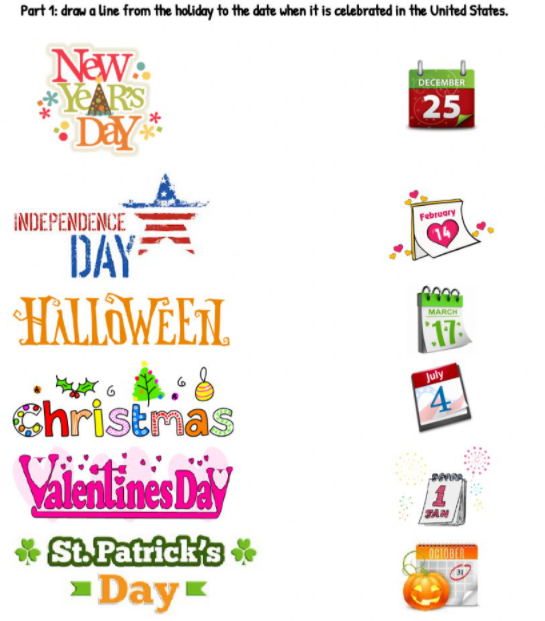 Part 1: draw a line from the holiday to the date when it is celebrated in the United States.
NEW
YEAR'S
DAY
DECEMBER
25
INDEPENDENCE
DAY
February
14
HALLOWEEN
MARCH
17
Christmas
July
4
Valentines Day
1
JAN
St. Patrick's
Day
OCTOBER
31